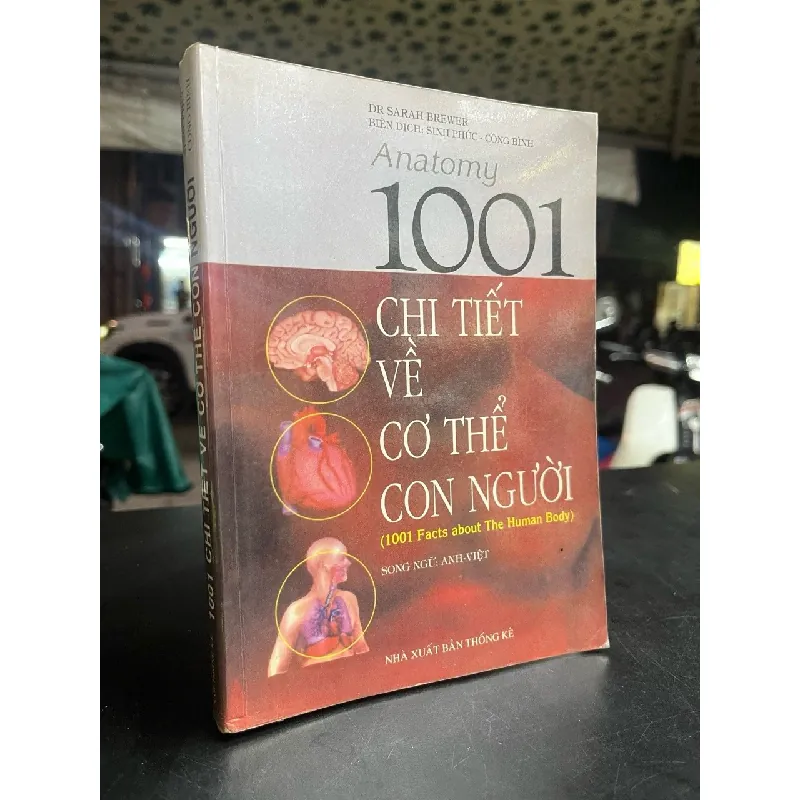 DR SARAH BREWER
BIÊN DỊCH: SINH PHÚC - CÔNG BÌNH
Anatomy
1001
CHI TIẾT
VỀ
CƠ THỂ
CON NGƯỜI
(1001 Facts about The Human Body)
SONG NGỮ: ANH-VIỆT
NHÀ XUẤT BẢN THỐNG KÊ
1001 CHI TIẾT VỀ CƠ THỂ CON NGƯỜI